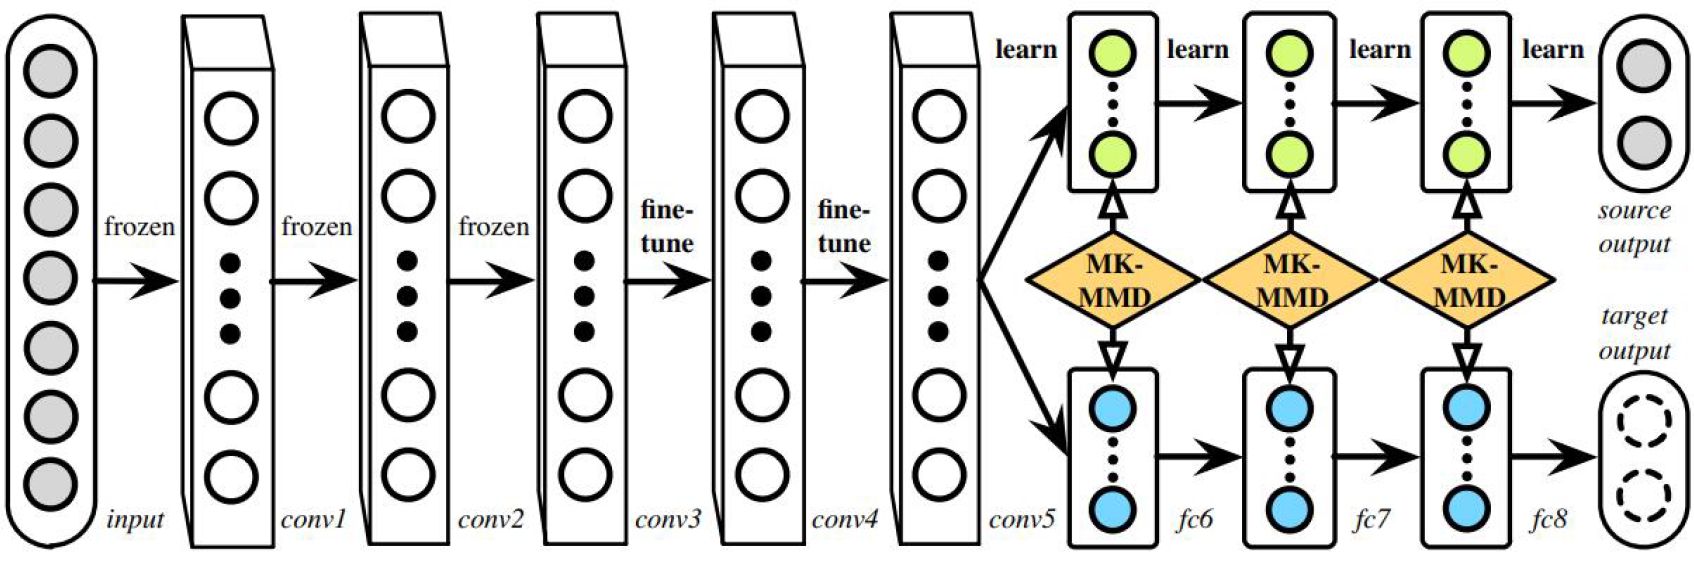 learn
learn
learn
learn
frozen
frozen
frozen
fine-
tune
fine-
tune
source
output
MK-
MMD
MK-
MMD
MK-
MMD
target
output
input
conv1
conv2
conv3
conv4
conv5
fc6
fc7
fc8